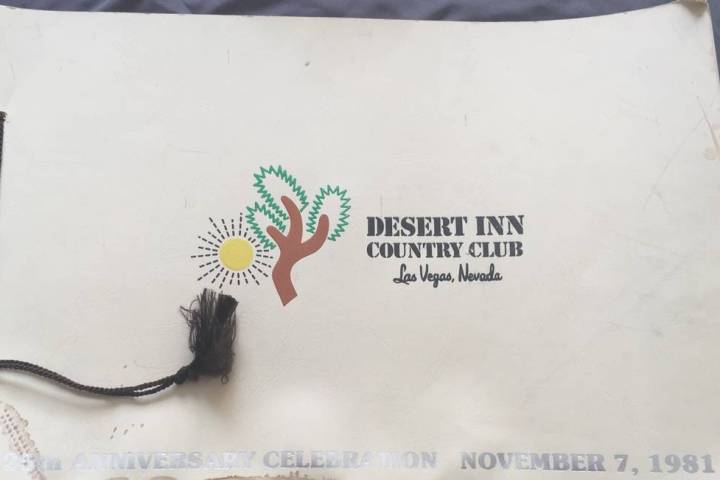 DESERT INN
COUNTRY CLUB
Las Vegas, Nevada
ANNIVERSARY CELEBRATION NOVEMBER 7, 1981